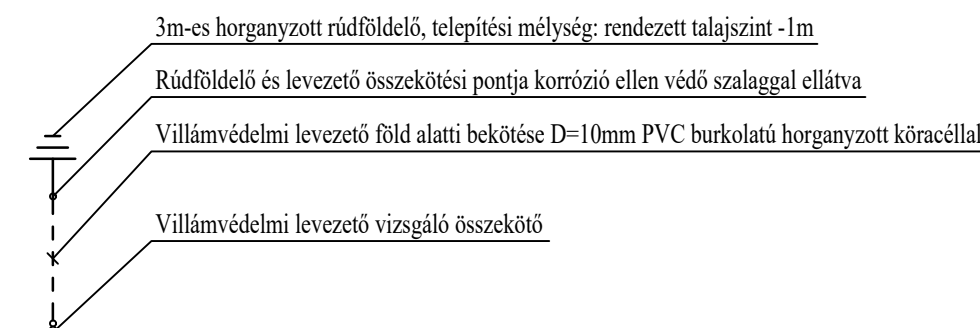 3m-es horganyzott rúdföldelő, telepítési mélység: rendezett talajszint -1m
Rúdföldelő és levezető összekötési pontja korrózió ellen védő szalaggal ellátva
Villámvédelmi levezető föld alatti bekötése D=10mm PVC burkolatú horganyzott köracéllal
Villámvédelmi levezető vizsgáló összekötő